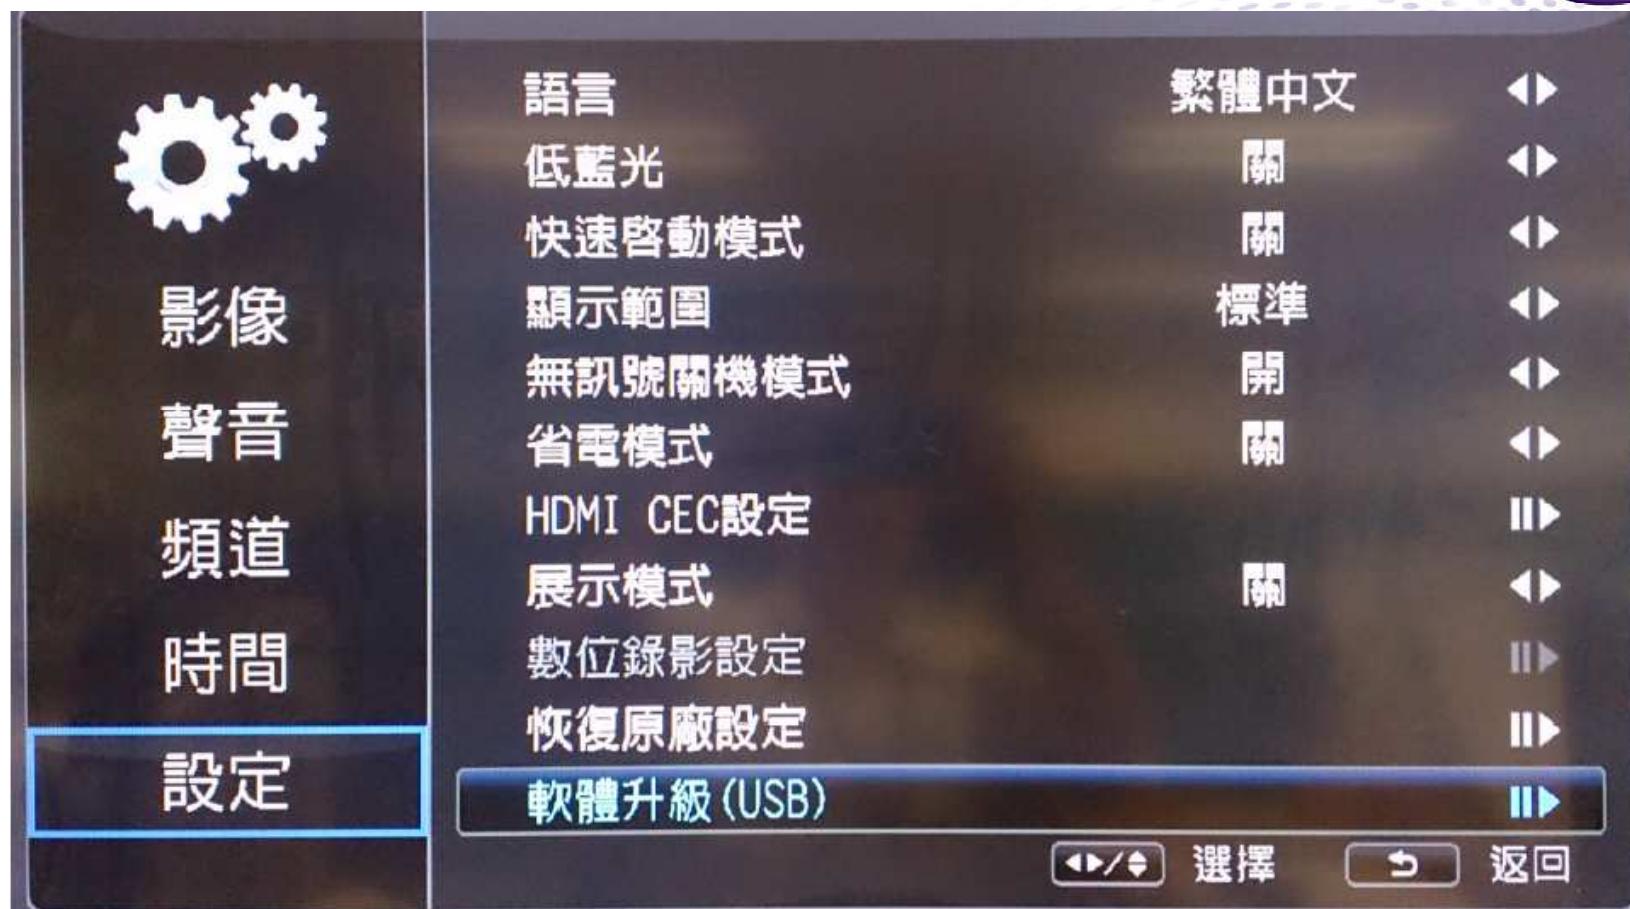 影像
聲音
頻道
時間
設定
語言 繁體中文
低藍光 關
快速啓動模式 關
顯示範圍 標準
無訊號關機模式 開
省電模式 關
HDMI CEC設定
展示模式 關
數位錄影設定
恢復原廠設定
軟體升級(USB)
選擇 返回